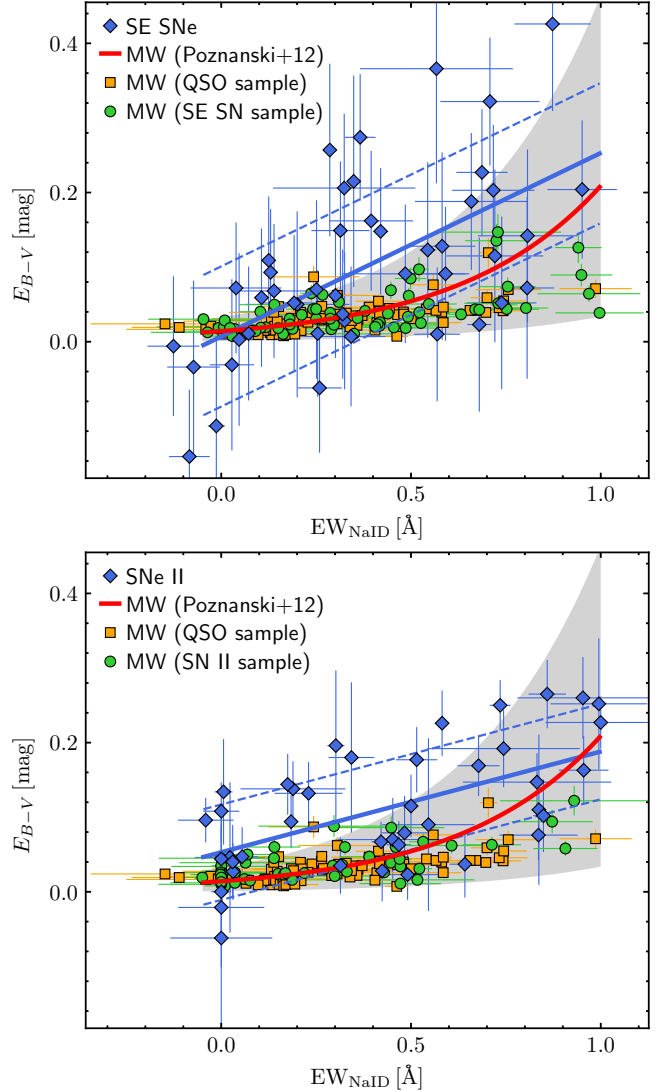 SE SNe
MW (Poznanski+12)
MW (QSO sample)
MW (SE SN sample)
0.4
0.2
0.0
E_{B−V} [mag]
0.0 0.5 1.0
EW_{NaID} [Å]
SNe II
MW (Poznanski+12)
MW (QSO sample)
MW (SN II sample)
0.4
0.2
0.0
E_{B−V} [mag]
0.0 0.5 1.0
EW_{NaID} [Å]